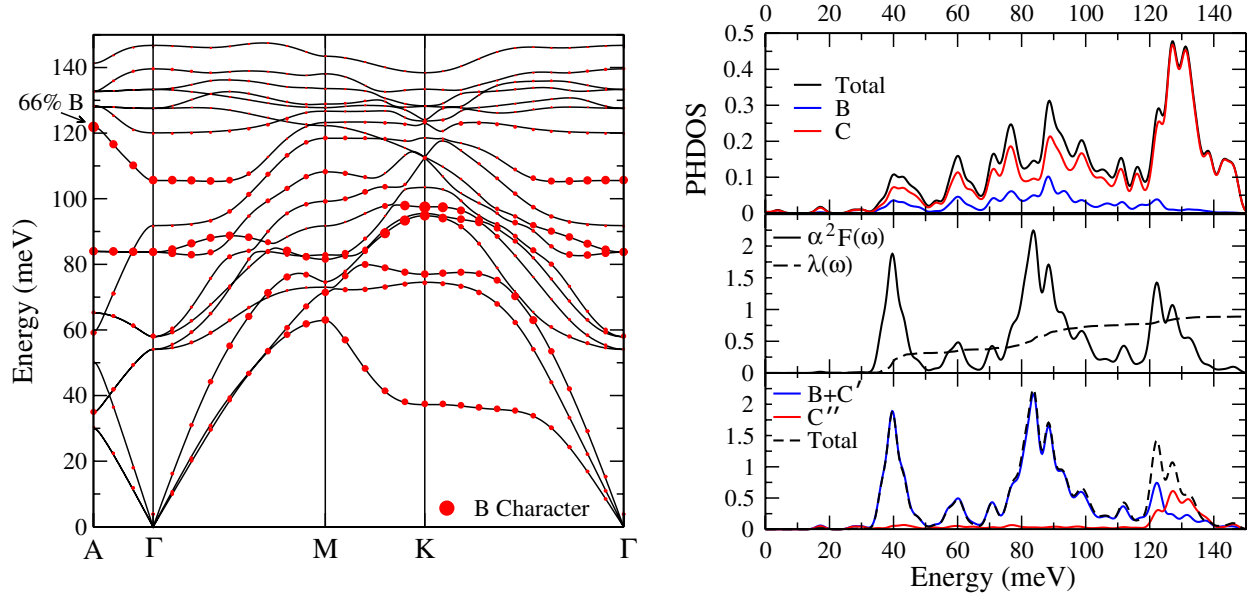 Energy (meV)
140
120
100
80
60
40
20
0
66% B
B Character
A Γ M K Γ
0 20 40 60 80 100 120 140
PHDOS
0.5
0.4
0.3
0.2
0.1
0
Total
B
C
2
1.5
1
0.5
0
α²F(ω)
λ(ω)
2
1.5
1
0.5
0
B+C′
C′′
Total
0 20 40 60 80 100 120 140
Energy (meV)